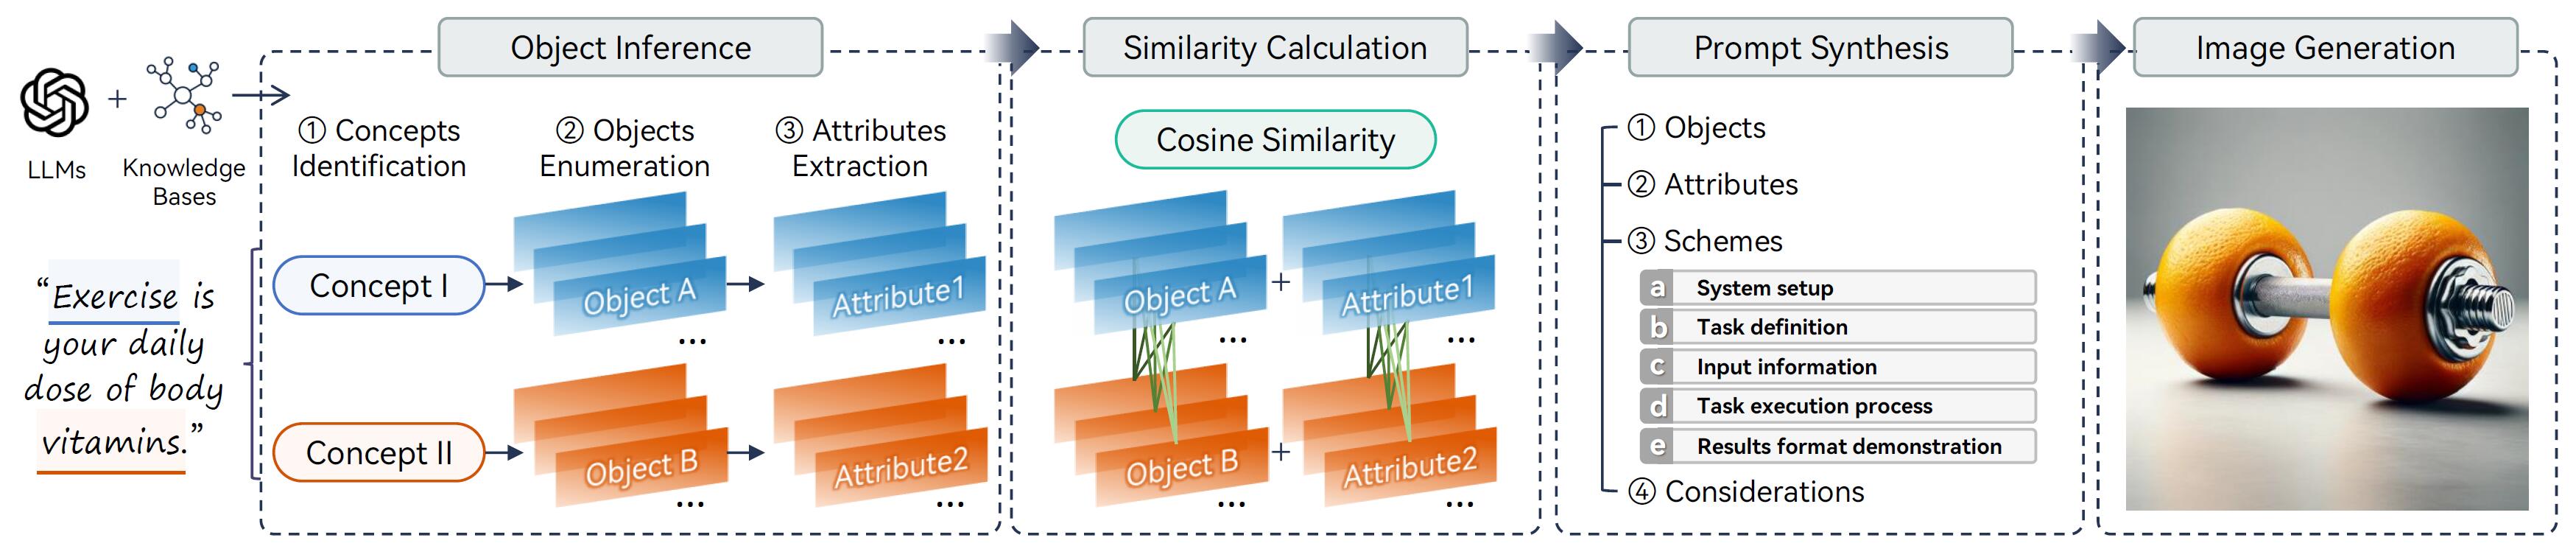 Object Inference
Similarity Calculation
Prompt Synthesis
Image Generation
+
LLMs
Knowledge
Bases
① Concepts
Identification
② Objects
Enumeration
③ Attributes
Extraction
“Exercise is
your daily
dose of body
vitamins.”
Concept I
Object A
...
Attribute1
...
Concept II
Object B
...
Attribute2
...
Cosine Similarity
Object A
...
+
Attribute1
...
Object B
...
+
Attribute2
...
① Objects
② Attributes
③ Schemes
a System setup
b Task definition
c Input information
d Task execution process
e Results format demonstration
④ Considerations